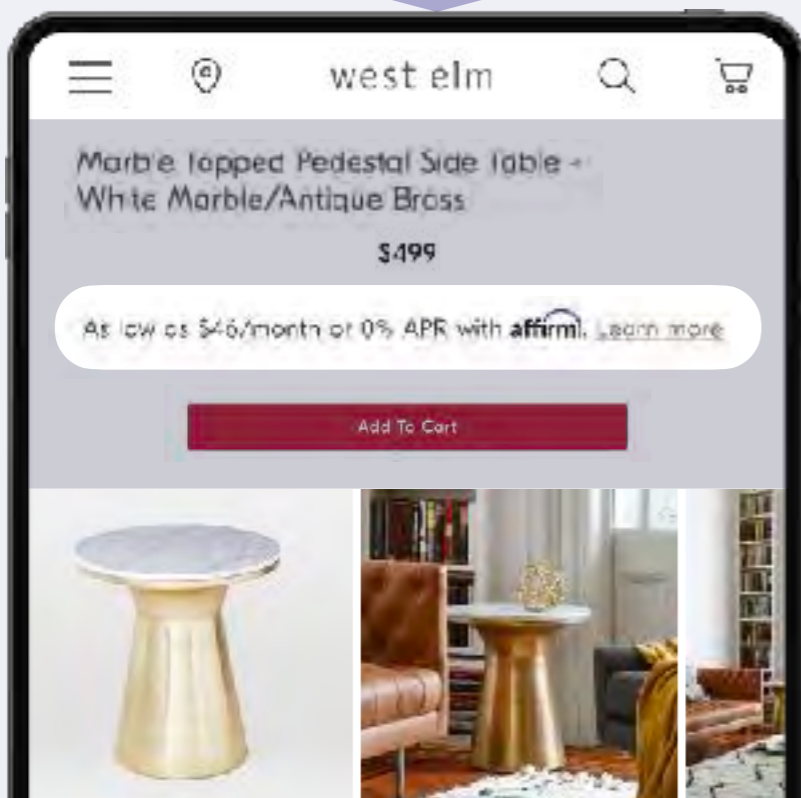 west elm
Marble Topped Pedestal Side Table -
White Marble/Antique Brass
$499
As low as $46/month or 0% APR with affirm. Learn more
Add To Cart